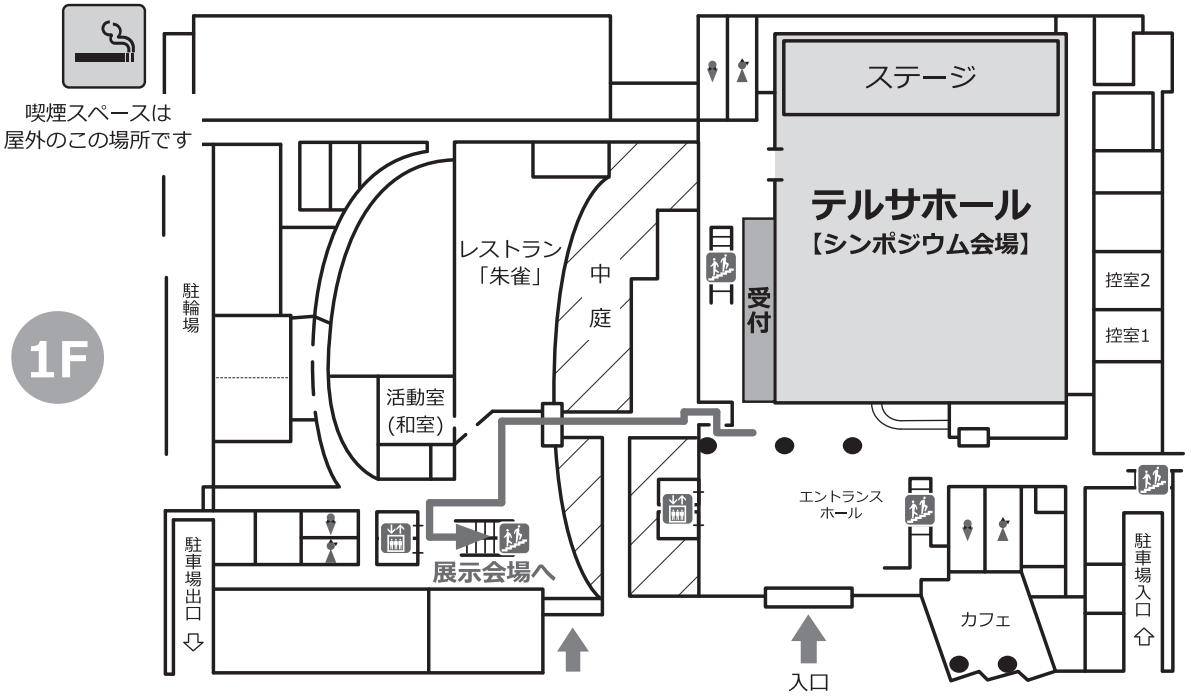 喫煙スペースは
屋外のこの場所です
ステージ
テルサホール
【シンポジウム会場】
レストラン
「朱雀」
中庭
受付
控室2
控室1
駐輪場
1F
活動室
(和室)
エントランス
ホール
展示会場へ
駐車場出口
駐車場入口
カフェ
入口